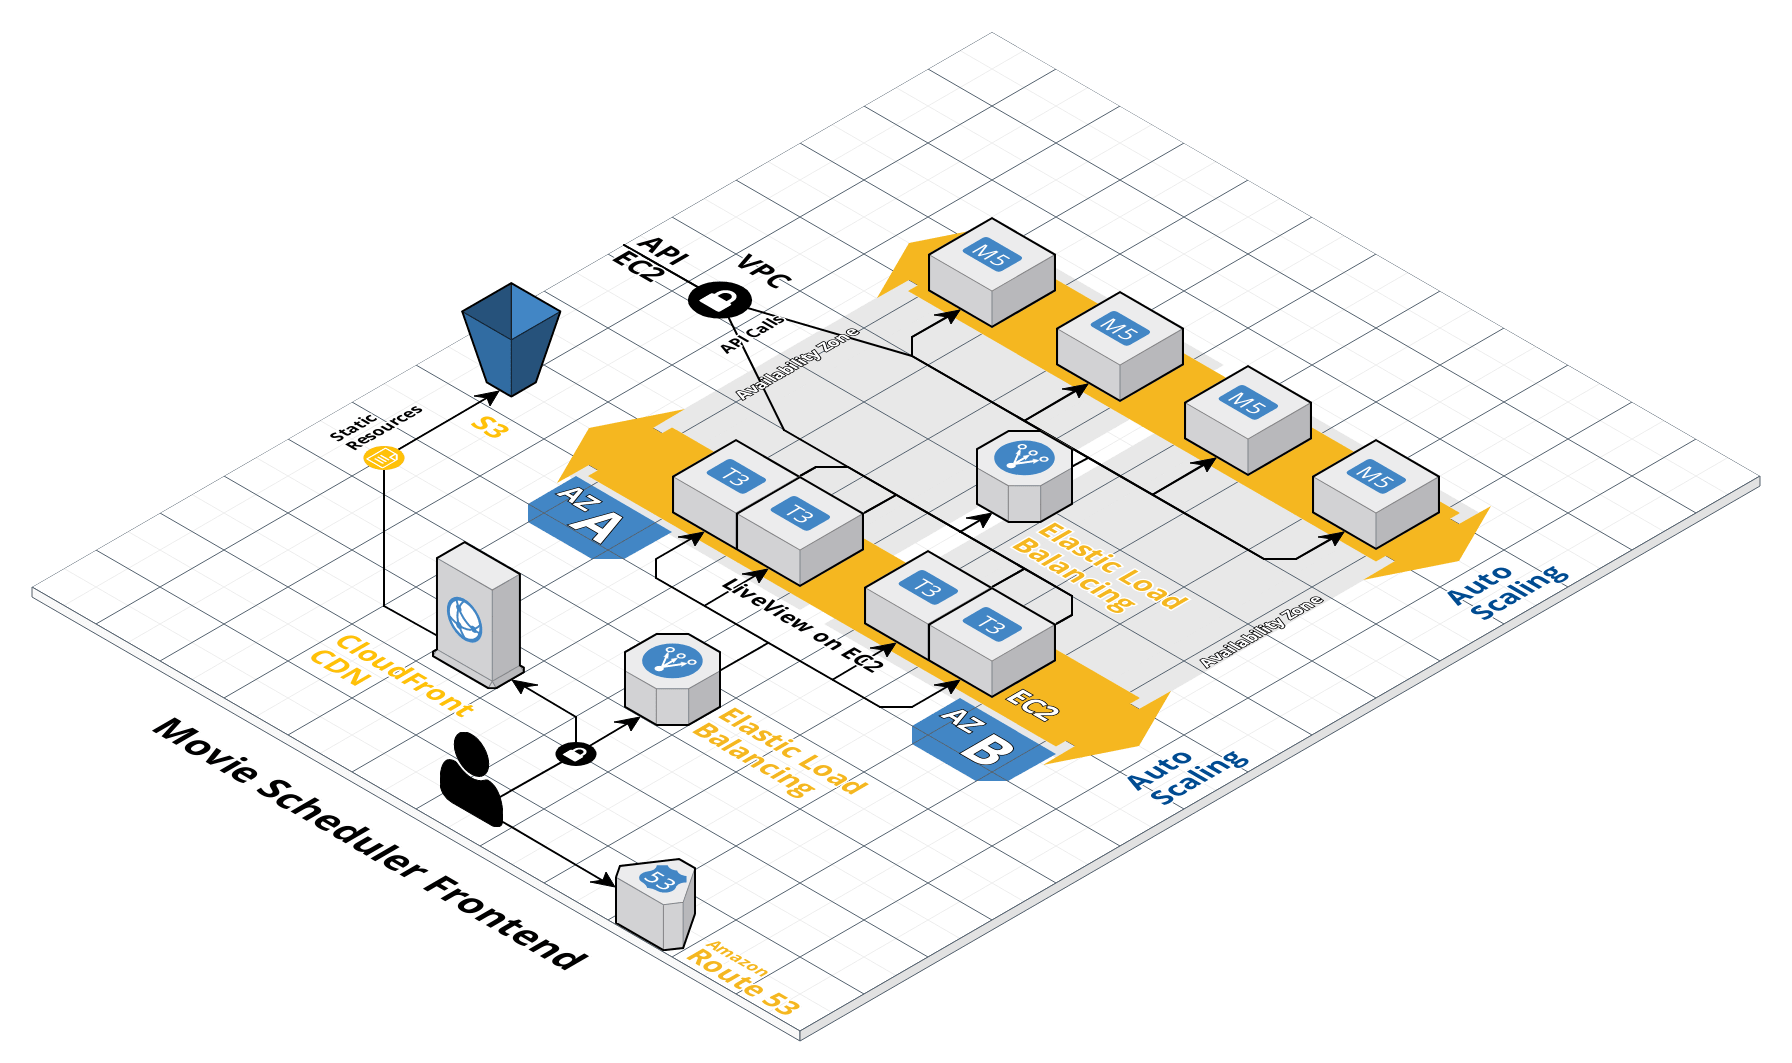 API
EC2
VPC
API Calls
Availability Zone
M5
M5
M5
M5
S3
Static
Resources
T3
T3
T3
T3
AZ
A
Elastic Load
Balancing
LiveView on EC2
EC2
AZ
B
Availability Zone
Auto
Scaling
Auto
Scaling
CloudFront
CDN
Elastic Load
Balancing
53
Amazon
Route 53
Movie Scheduler Frontend